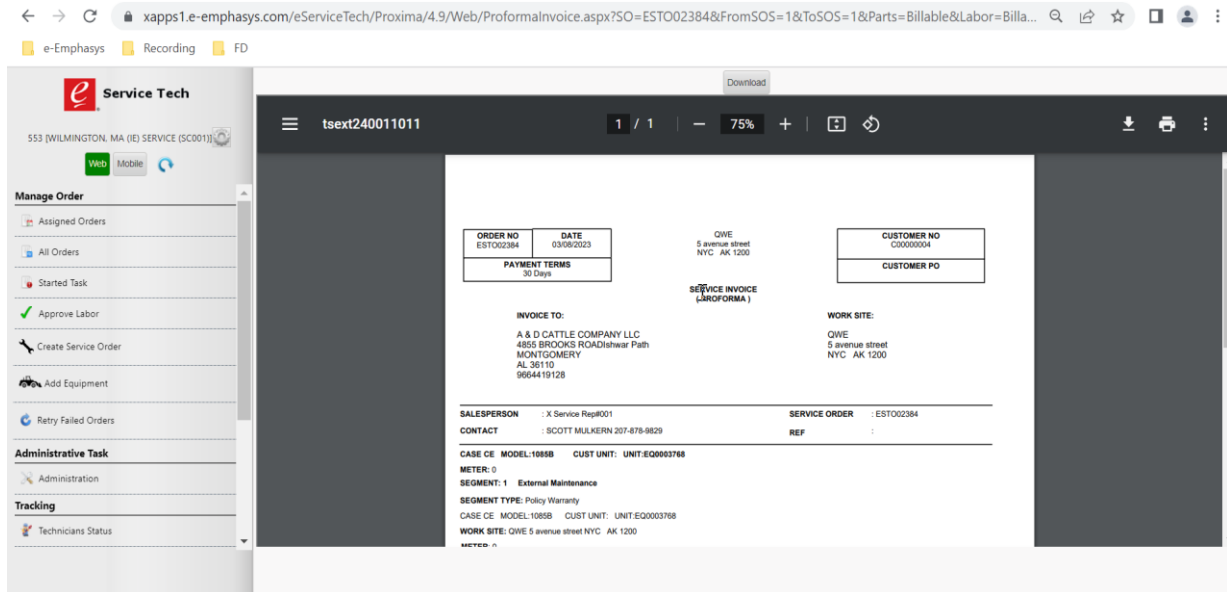 xapps1.e-emphasys.com/eServiceTech/Proxima/4.9/Web/ProformaInvoice.aspx?SO=ESTO02384&FromSOS=1&ToSOS=1&Parts=Billable&Labor=Billa...
e-Emphasys Recording FD
e Service Tech
553 [WILMINGTON, MA (IE) SERVICE (SC001)]
Web Mobile
Manage Order
Assigned Orders
All Orders
Started Task
Approve Labor
Create Service Order
Add Equipment
Retry Failed Orders
Administrative Task
Administration
Tracking
Technicians Status
Download
tsext240011011 1 / 1 75%
ORDER NO
ESTO02384
DATE
03/08/2023
PAYMENT TERMS
30 Days
QWE
5 avenue street
NYC AK 1200
CUSTOMER NO
C00000004
CUSTOMER PO
SERVICE INVOICE
( PROFORMA )
INVOICE TO:
A & D CATTLE COMPANY LLC
4855 BROOKS ROADIshwar Path
MONTGOMERY
AL 36110
9664419128
WORK SITE:
QWE
5 avenue street
NYC AK 1200
SALESPERSON : X Service Rep#001 SERVICE ORDER : ESTO02384
CONTACT : SCOTT MULKERN 207-878-9829 REF :
CASE CE MODEL:1085B CUST UNIT: UNIT:EQ0003768
METER: 0
SEGMENT: 1 External Maintenance
SEGMENT TYPE: Policy Warranty
CASE CE MODEL:1085B CUST UNIT: UNIT:EQ0003768
WORK SITE: QWE 5 avenue street NYC AK 1200
METER: 0